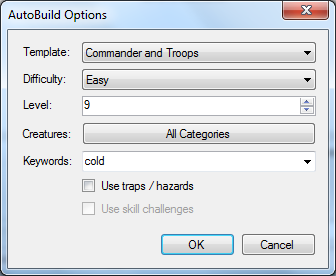 AutoBuild Options
Template: Commander and Troops
Difficulty: Easy
Level: 9
Creatures: All Categories
Keywords: cold
Use traps / hazards
Use skill challenges
OK Cancel